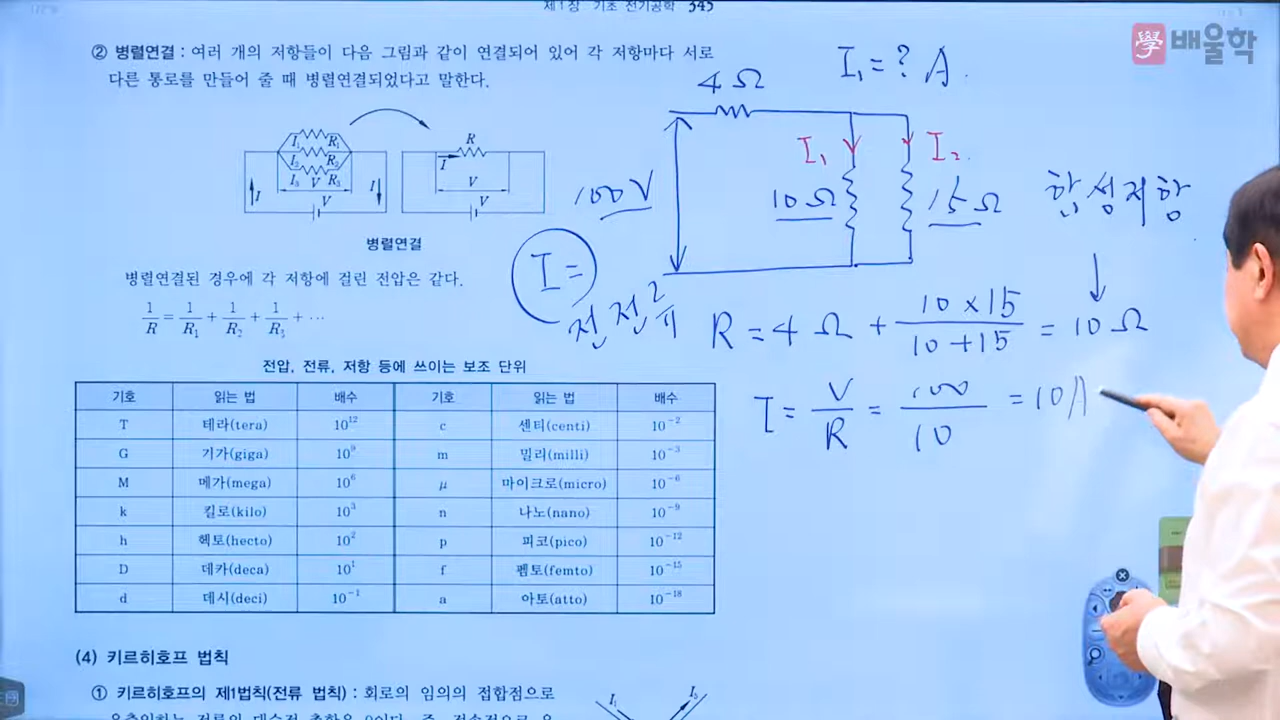 제1장 기초 전기공학 345
學 배울학
② 병렬연결 : 여러 개의 저항들이 다음 그림과 같이 연결되어 있어 각 저항마다 서로
다른 통로를 만들어 줄 때 병렬연결되었다고 말한다.
I₁ R₁
I₂ R₂
I₃ R₃
V
I I
V
R
I
V
V
병렬연결
병렬연결된 경우에 각 저항에 걸린 전압은 같다.
1/R = 1/R₁ + 1/R₂ + 1/R₃ + ⋯
I₁ = ? A.
4 Ω
I₁ I₂
100V
10 Ω 15 Ω
합성저항
↓
I =
R = 4 Ω + (10 × 15)/(10 + 15) = 10 Ω
I = V/R = 100/10 = 10A
전압, 전류, 저항 등에 쓰이는 보조 단위
기호 읽는 법 배수 기호 읽는 법 배수
T 테라(tera) 10¹² c 센티(centi) 10⁻²
G 기가(giga) 10⁹ m 밀리(milli) 10⁻³
M 메가(mega) 10⁶ μ 마이크로(micro) 10⁻⁶
k 킬로(kilo) 10³ n 나노(nano) 10⁻⁹
h 헥토(hecto) 10² p 피코(pico) 10⁻¹²
D 데카(deca) 10¹ f 펨토(femto) 10⁻¹⁵
d 데시(deci) 10⁻¹ a 아토(atto) 10⁻¹⁸
(4) 키르히호프 법칙
① 키르히호프의 제1법칙(전류 법칙) : 회로의 임의의 접합점으로
I₁ I₃